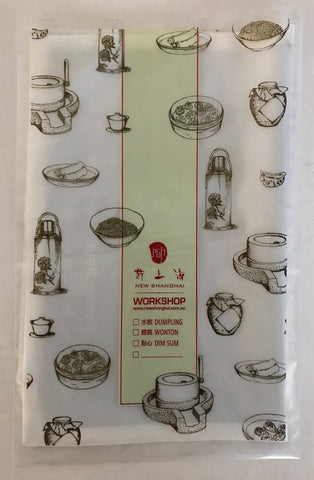 新上海
NEW SHANGHAI
WORKSHOP
www.newshanghai.com.au
水餃 DUMPLING
餛飩 WONTON
點心 DIM SUM